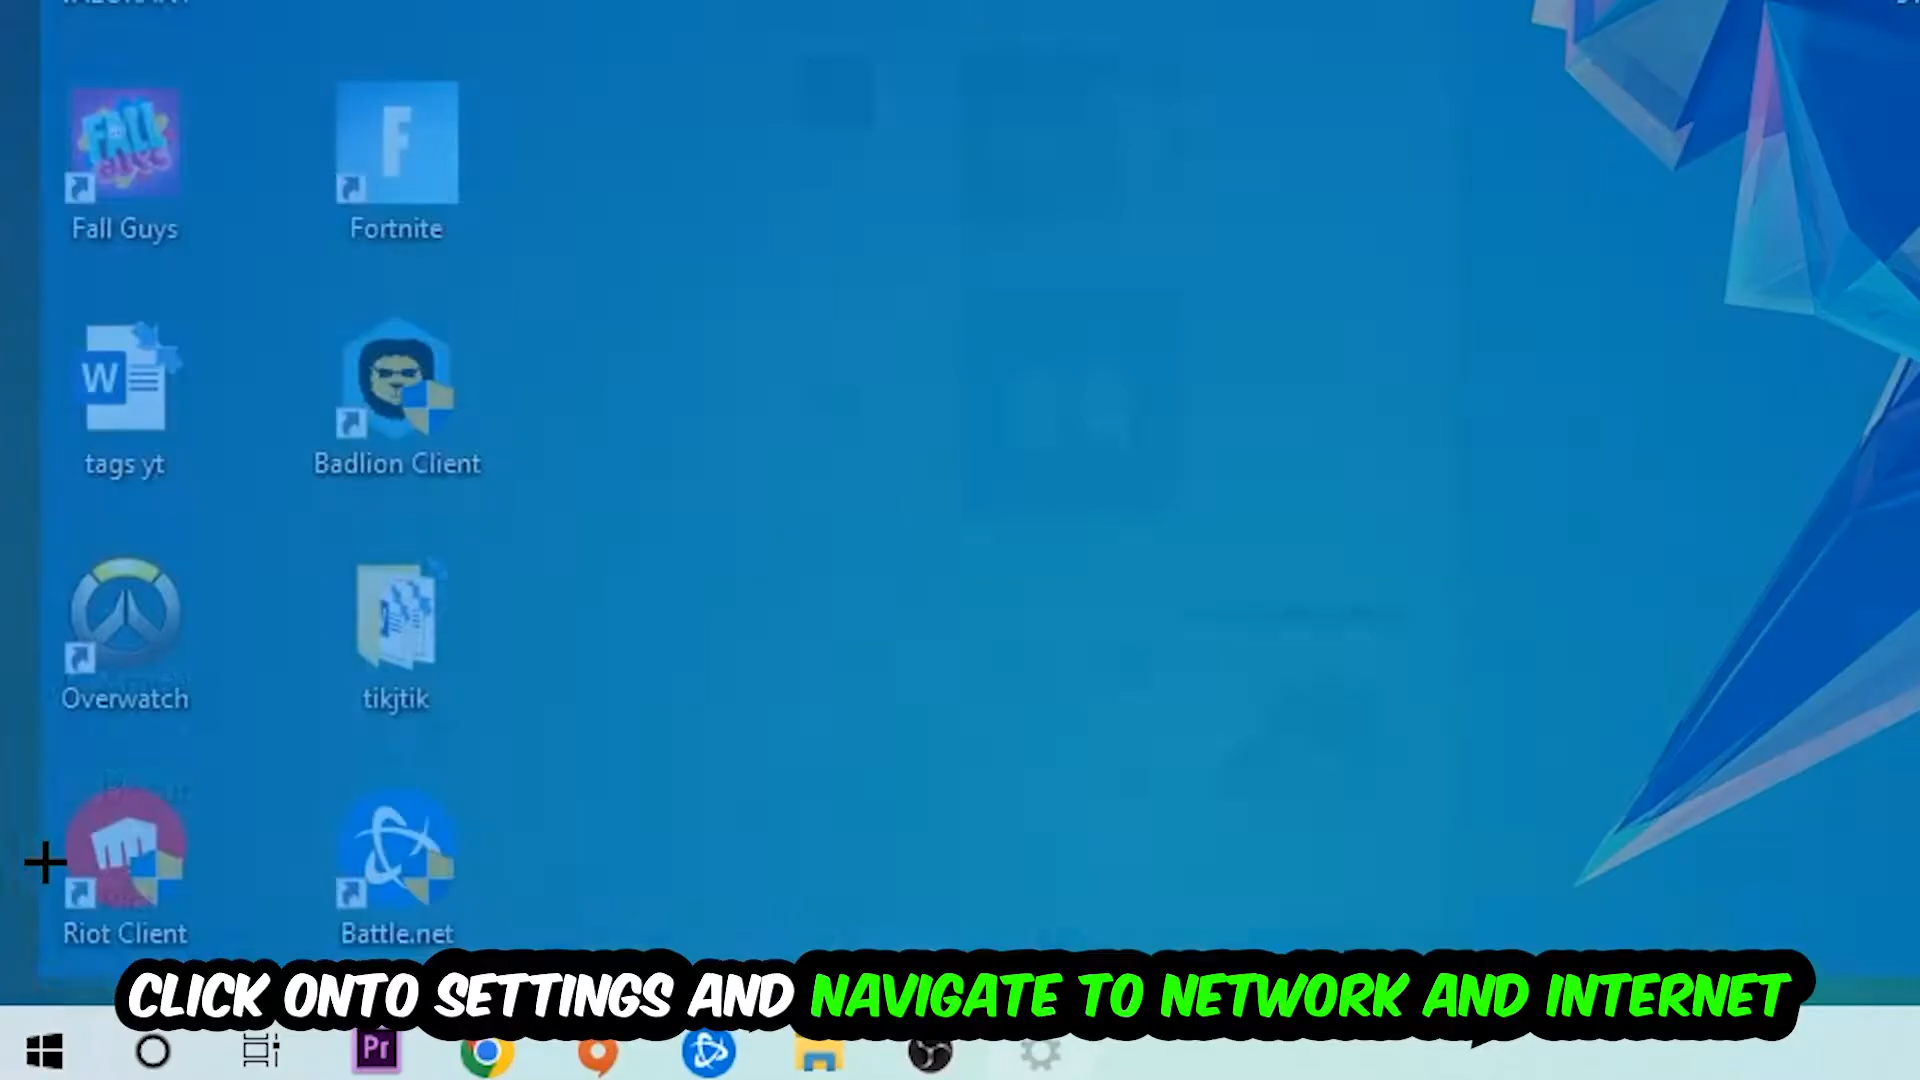 Fall Guys
Fortnite
W
tags yt
Badlion Client
Overwatch
tikjtik
Riot Client
Battle.net
CLICK ONTO SETTINGS AND NAVIGATE TO NETWORK AND INTERNET
Pr